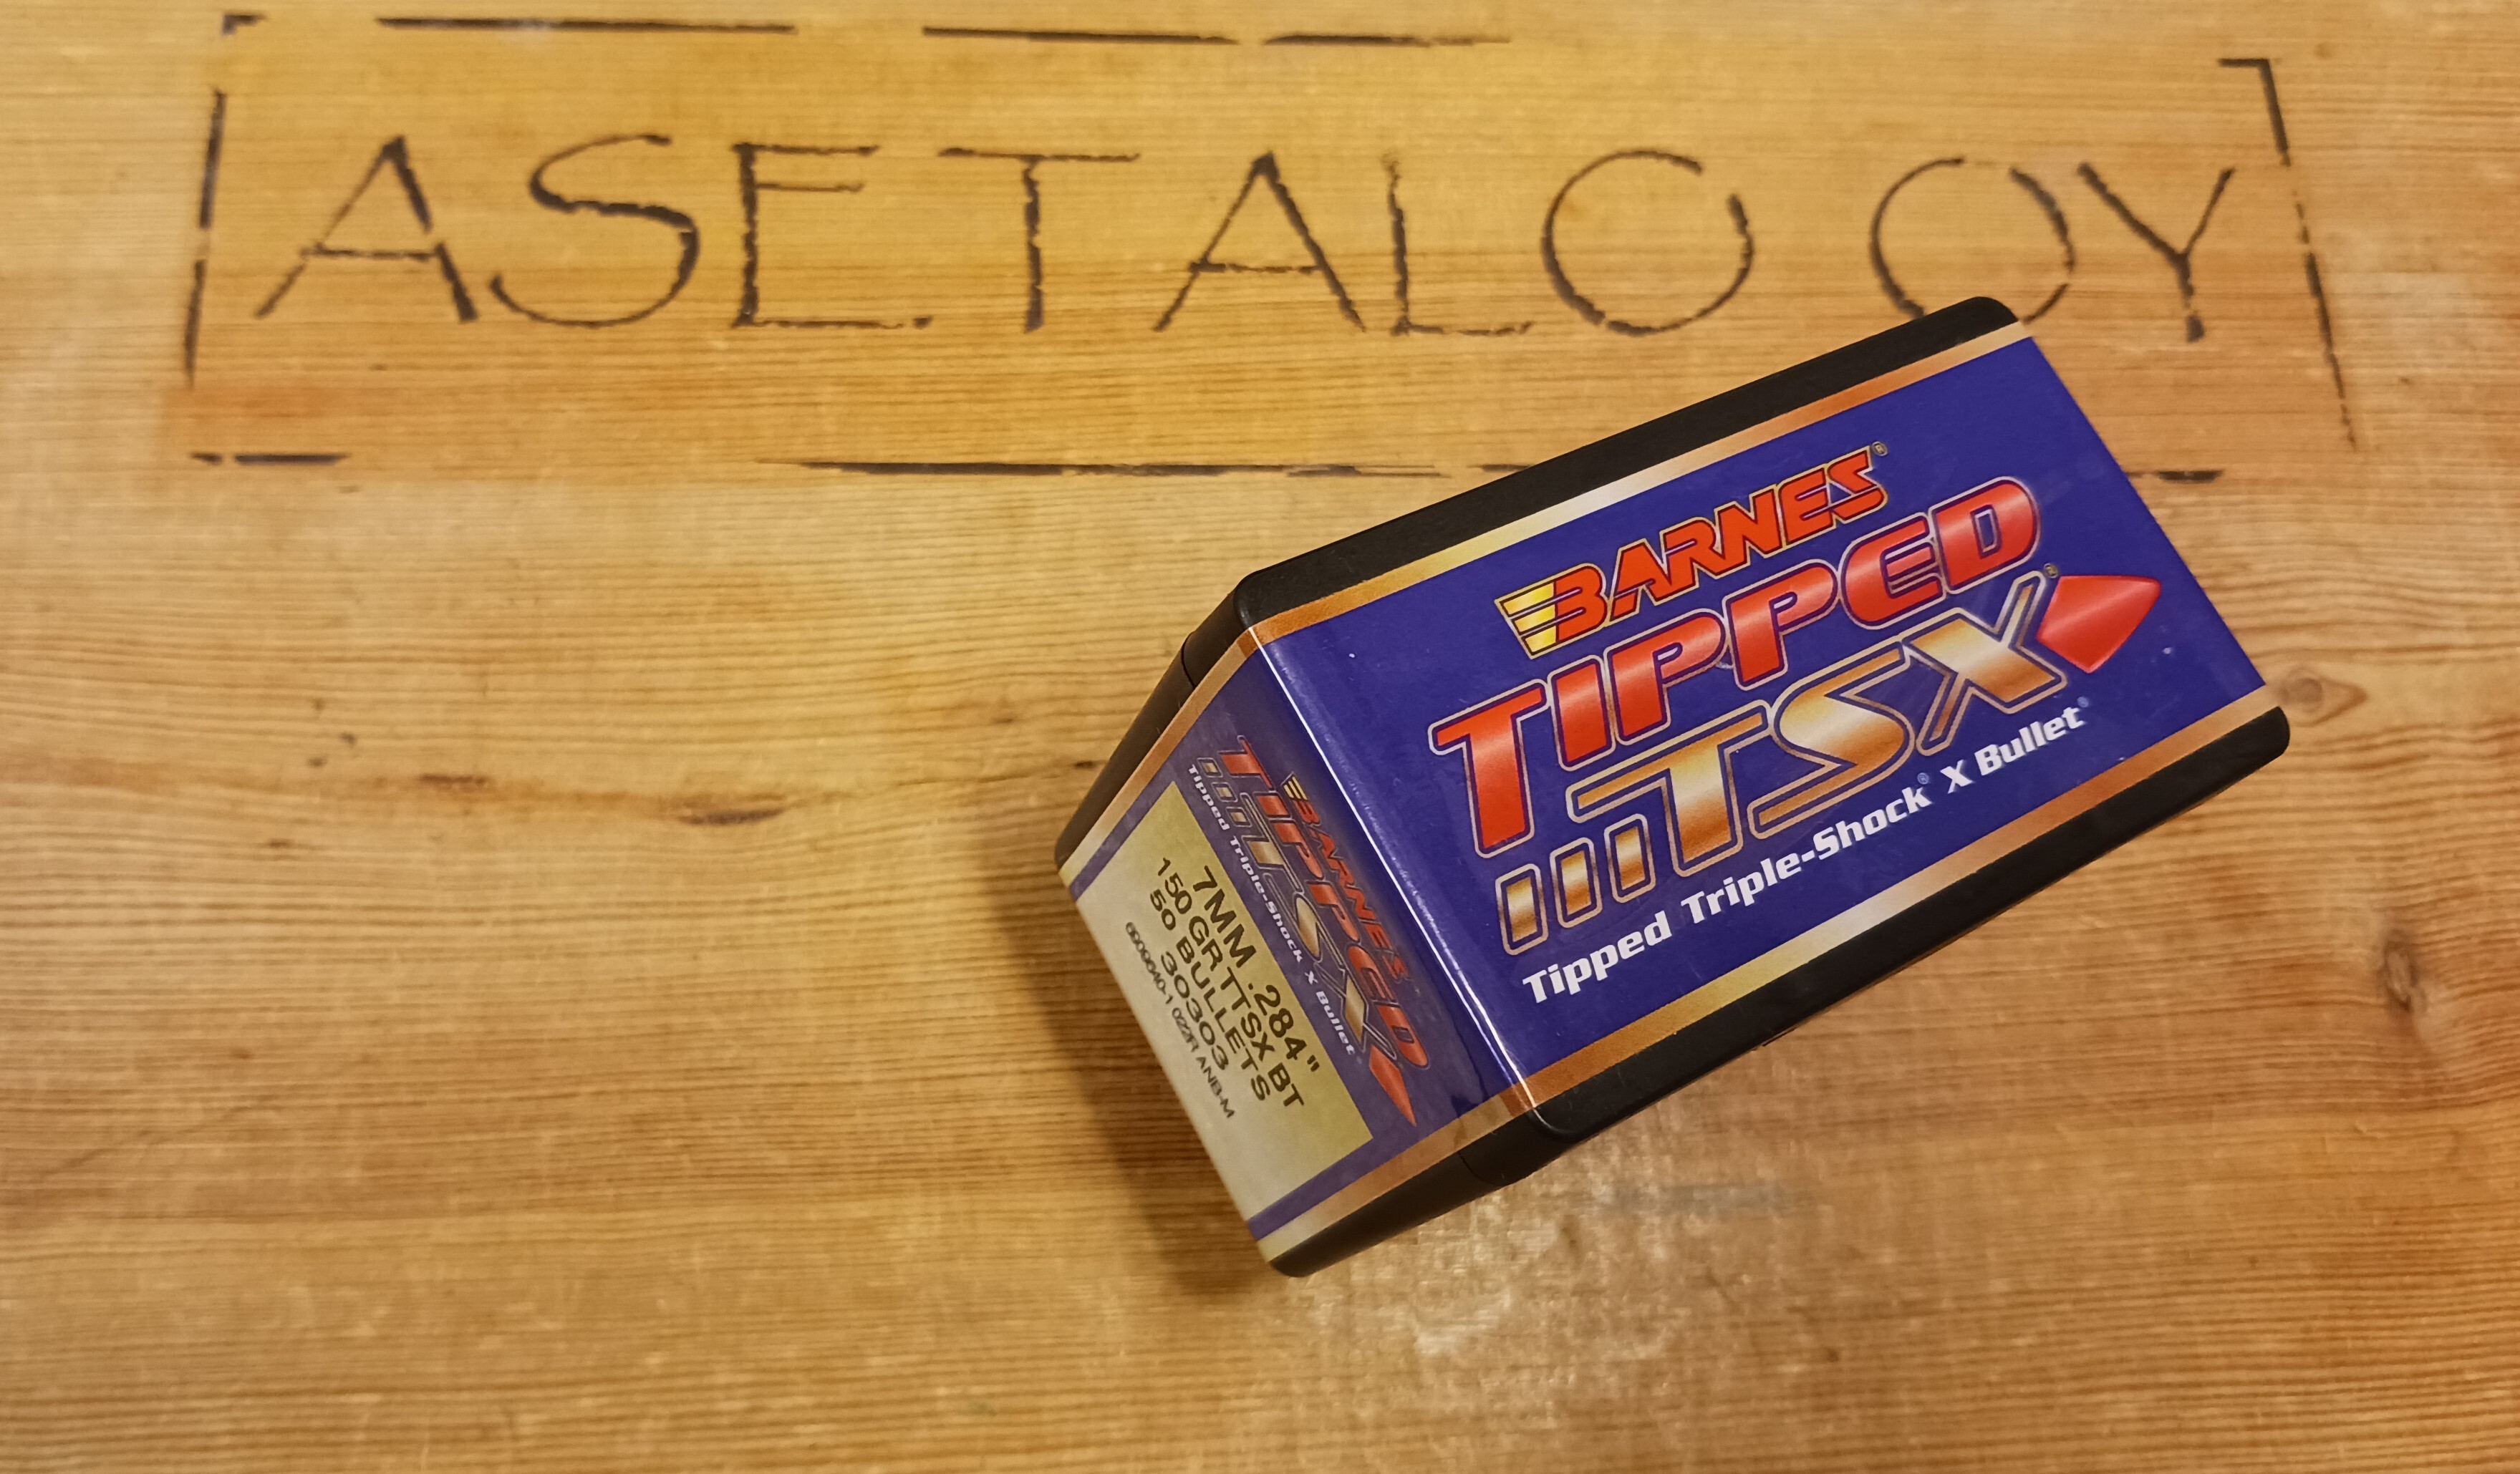 ASETALO OY
BARNES®
TIPPED
TSX®
Tipped Triple-Shock® X Bullet®
BARNES
TIPPED
TSX
Tipped Triple-Shock X Bullet
7MM .284"
150 GR TTSX BT
50 BULLETS
30303